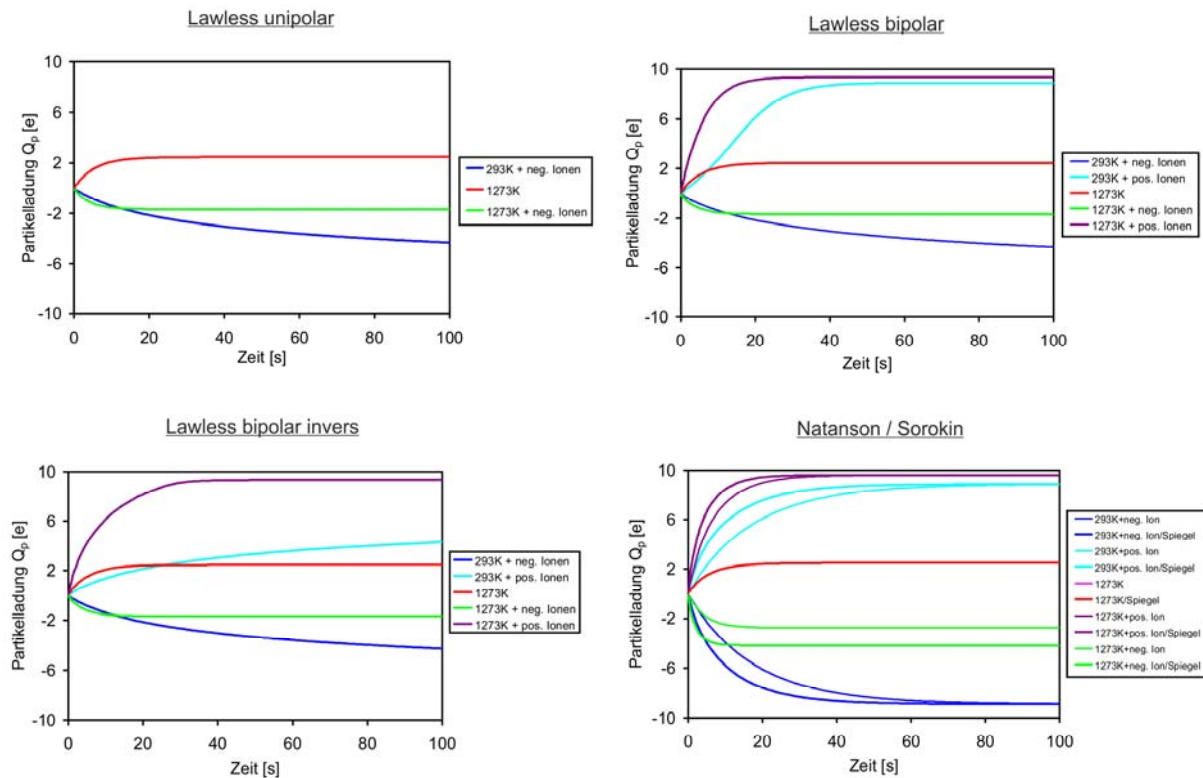 Lawless unipolar
Partikelladung Qp [e]
10
6
2
-2
-6
-10
0 20 40 60 80 100
Zeit [s]
293K + neg. Ionen
1273K
1273K + neg. Ionen
Lawless bipolar
Partikelladung Qp [e]
10
6
2
-2
-6
-10
0 20 40 60 80 100
Zeit [s]
293K + neg. Ionen
293K + pos. Ionen
1273K
1273K + neg. Ionen
1273K + pos. Ionen
Lawless bipolar invers
Partikelladung Qp [e]
10
6
2
-2
-6
-10
0 20 40 60 80 100
Zeit [s]
293K + neg. Ionen
293K + pos. Ionen
1273K
1273K + neg. Ionen
1273K + pos. Ionen
Natanson / Sorokin
Partikelladung Qp [e]
10
6
2
-2
-6
-10
0 20 40 60 80 100
Zeit [s]
293K+neg. Ion
293K+neg. Ion/Spiegel
293K+pos. Ion
293K+pos. Ion/Spiegel
1273K
1273K/Spiegel
1273K+pos. Ion
1273K+pos. Ion/Spiegel
1273K+neg. Ion
1273K+neg. Ion/Spiegel